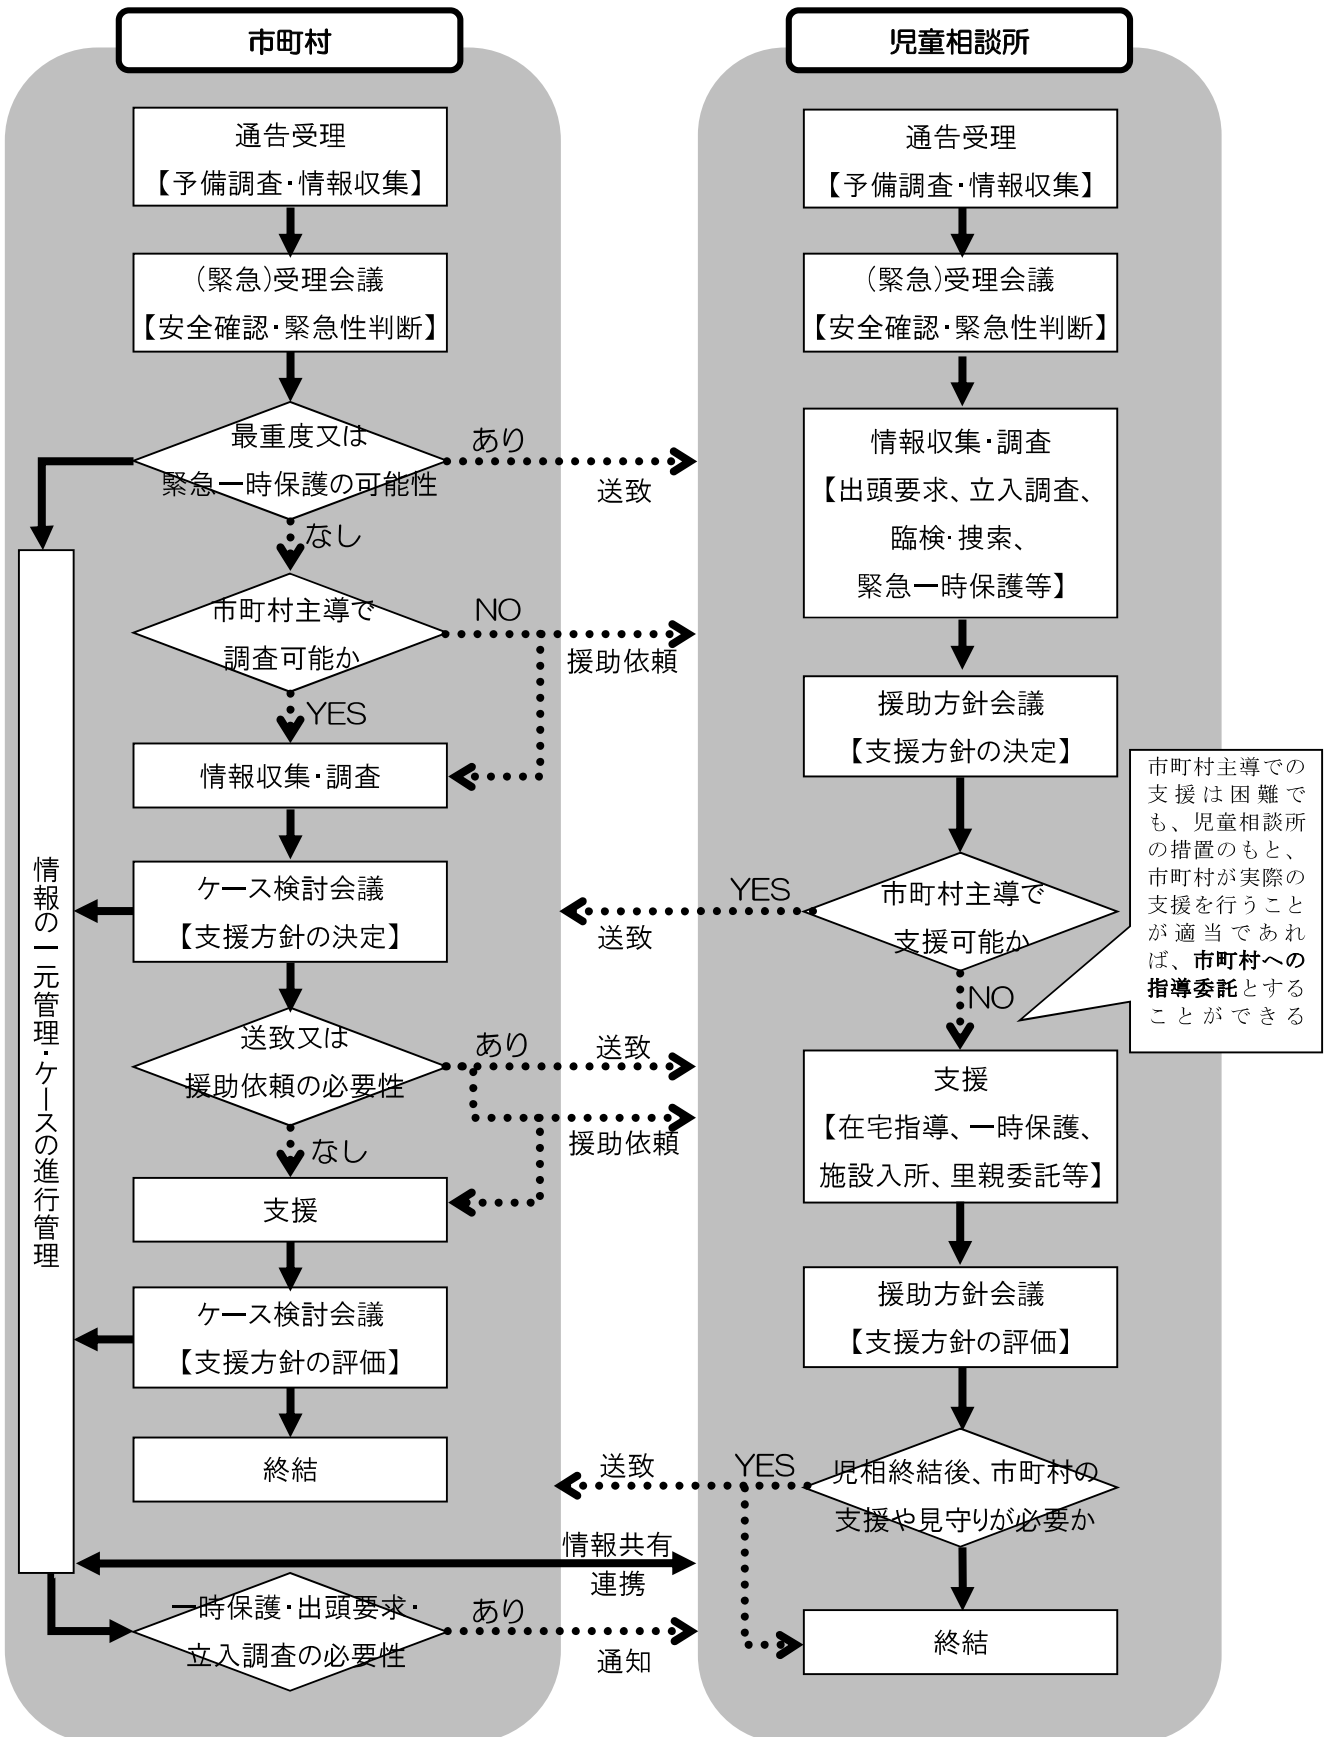 市町村
通告受理
【予備調査・情報収集】
（緊急）受理会議
【安全確認・緊急性判断】
最重度又は
緊急一時保護の可能性
あり
送致
なし
市町村主導で
調査可能か
NO
援助依頼
YES
情報収集・調査
ケース検討会議
【支援方針の決定】
送致又は
援助依頼の必要性
あり
送致
援助依頼
なし
支援
ケース検討会議
【支援方針の評価】
終結
情報の一元管理・ケースの進行管理
情報共有
連携
一時保護・出頭要求・
立入調査の必要性
あり
通知
児童相談所
通告受理
【予備調査・情報収集】
（緊急）受理会議
【安全確認・緊急性判断】
情報収集・調査
【出頭要求、立入調査、
臨検・捜索、
緊急一時保護等】
援助方針会議
【支援方針の決定】
市町村主導で
支援可能か
YES
送致
NO
市町村主導での
支援は困難で
も、児童相談所
の措置のもと、
市町村が実際の
支援を行うこと
が適当であれ
ば、市町村への
指導委託とする
ことができる
支援
【在宅指導、一時保護、
施設入所、里親委託等】
援助方針会議
【支援方針の評価】
児相終結後、市町村の
支援や見守りが必要か
YES
送致
終結